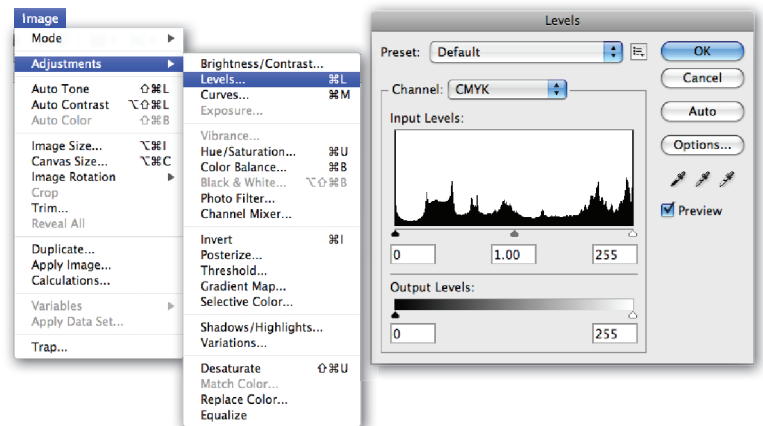 Image
Mode
Adjustments
Auto Tone ⇧⌘L
Auto Contrast ⌥⇧⌘L
Auto Color ⇧⌘B
Image Size... ⌥⌘I
Canvas Size... ⌥⌘C
Image Rotation
Crop
Trim...
Reveal All
Duplicate...
Apply Image...
Calculations...
Variables
Apply Data Set...
Trap...
Brightness/Contrast...
Levels... ⌘L
Curves... ⌘M
Exposure...
Vibrance...
Hue/Saturation... ⌘U
Color Balance... ⌘B
Black & White... ⌥⇧⌘B
Photo Filter...
Channel Mixer...
Invert ⌘I
Posterize...
Threshold...
Gradient Map...
Selective Color...
Shadows/Highlights...
Variations...
Desaturate ⇧⌘U
Match Color...
Replace Color...
Equalize
Levels
Preset: Default
Channel: CMYK
Input Levels:
0 1.00 255
Output Levels:
0 255
OK
Cancel
Auto
Options...
Preview